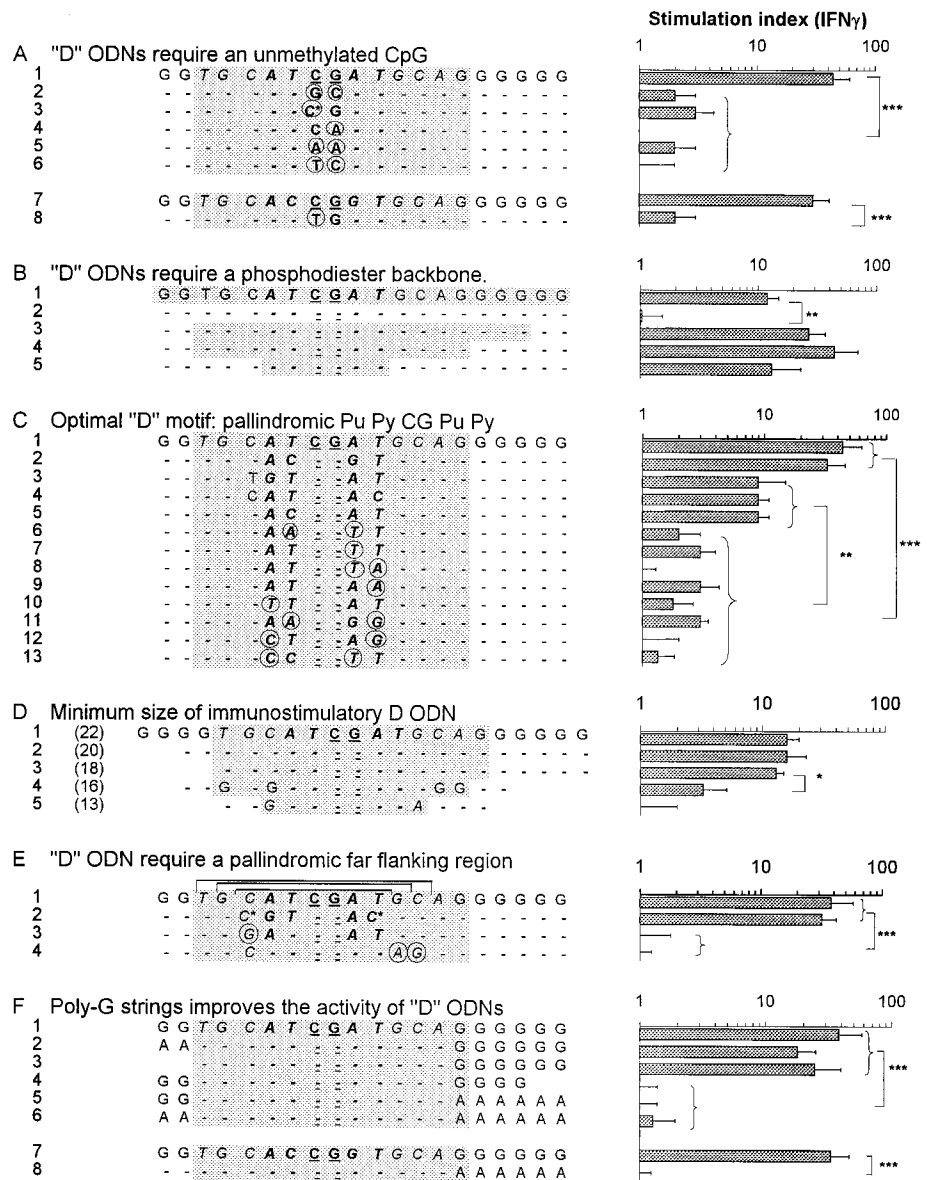 Stimulation index (IFNγ)
A "D" ODNs require an unmethylated CpG
1 10 100
1 G G T G C A T C G A T G C A G G G G G G
2 - - - - - - - G C - - - - - - - - - - -
3 - - - - - - - C* G - - - - - - - - - - -
4 - - - - - - - C A - - - - - - - - - - -
5 - - - - - - - A A - - - - - - - - - - -
6 - - - - - - - T C - - - - - - - - - - -
***
7 G G T G C A C C G G T G C A G G G G G G
8 - - - - - - - T G - - - - - - - - - - -
***
B "D" ODNs require a phosphodiester backbone.
1 10 100
1 G G T G C A T C G A T G C A G G G G G G
2 - - - - - - - - - - - - - - - - - - - -
3 - - - - - - - - - - - - - - - - - - - -
4 - - - - - - - - - - - - - - - - - - - -
5 - - - - - - - - - - - - - - - - - - - -
**
C Optimal "D" motif: pallindromic Pu Py CG Pu Py
1 10 100
1 G G T G C A T C G A T G C A G G G G G G
2 - - - - - A C - - G T - - - - - - - - -
3 - - - - T G T - - A T - - - - - - - - -
4 - - - - C A T - - A C - - - - - - - - -
5 - - - - - A C - - A T - - - - - - - - -
6 - - - - - A A - - T T - - - - - - - - -
7 - - - - - A T - - T T - - - - - - - - -
8 - - - - - A T - - T A - - - - - - - - -
9 - - - - - A T - - A A - - - - - - - - -
10 - - - - - T T - - A T - - - - - - - - -
11 - - - - - A A - - G G - - - - - - - - -
12 - - - - - C T - - A G - - - - - - - - -
13 - - - - - C C - - T T - - - - - - - - -
** ***
D Minimum size of immunostimulatory D ODN
1 10 100
1 (22) G G G G T G C A T C G A T G C A G G G G G G
2 (20) - - - - - - - - - - - - - - - - - - - -
3 (18) - - - - - - - - - - - - - - - - - -
4 (16) - - G - G - - - - - - - G G - -
5 (13) - - G - - - - - - A - - -
*
E "D" ODN require a pallindromic far flanking region
1 10 100
1 G G T G C A T C G A T G C A G G G G G G
2 - - - - C* G T - - A C* - - - - - - - - -
3 - - - - G A - - - A T - - - - - - - - -
4 - - - - C - - - - - - A G - - - - - - -
***
F Poly-G strings improves the activity of "D" ODNs
1 10 100
1 G G T G C A T C G A T G C A G G G G G G
2 A A - - - - - - - - - - - - G G G G G G
3 - - - - - - - - - - - - G G G G G G
4 G G - - - - - - - - - - - - G G G G
5 G G - - - - - - - - - - - - A A A A A A
6 A A - - - - - - - - - - - - A A A A A A
***
7 G G T G C A C C G G T G C A G G G G G G
8 - - - - - - - - - - - - - - A A A A A A
***